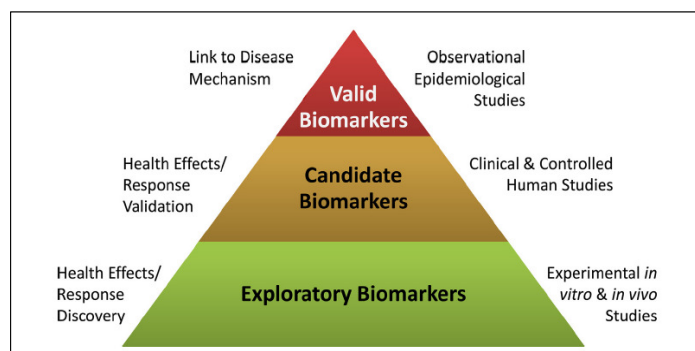 Link to Disease
Mechanism
Valid
Biomarkers
Observational
Epidemiological
Studies
Health Effects/
Response
Validation
Candidate
Biomarkers
Clinical & Controlled
Human Studies
Health Effects/
Response
Discovery
Exploratory Biomarkers
Experimental in
vitro & in vivo
Studies